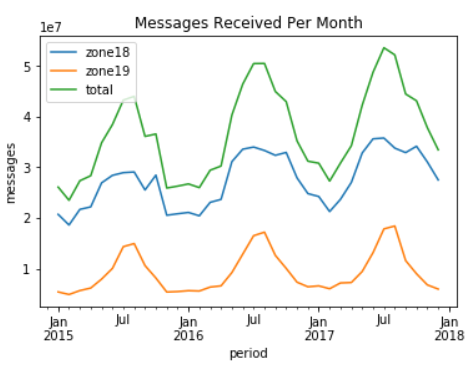 Messages Received Per Month
1e7
zone18
zone19
total
5
4
3
2
1
messages
Jan Jul Jan Jul Jan Jul Jan
2015 2016 2017 2018
period